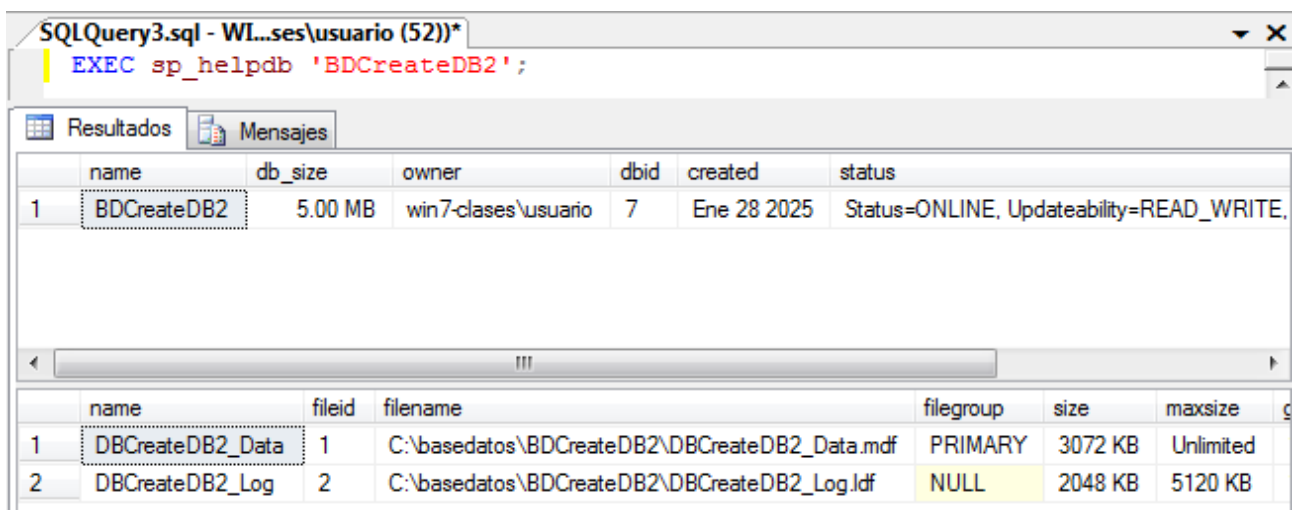 SQLQuery3.sql - WI...ses\usuario (52))*
EXEC sp_helpdb 'BDCreateDB2';
Resultados Mensajes
name db_size owner dbid created status
1 BDCreateDB2 5.00 MB win7-clases\usuario 7 Ene 28 2025 Status=ONLINE, Updateability=READ_WRITE,
name fileid filename filegroup size maxsize g
1 DBCreateDB2_Data 1 C:\basedatos\BDCreateDB2\DBCreateDB2_Data.mdf PRIMARY 3072 KB Unlimited
2 DBCreateDB2_Log 2 C:\basedatos\BDCreateDB2\DBCreateDB2_Log.ldf NULL 2048 KB 5120 KB